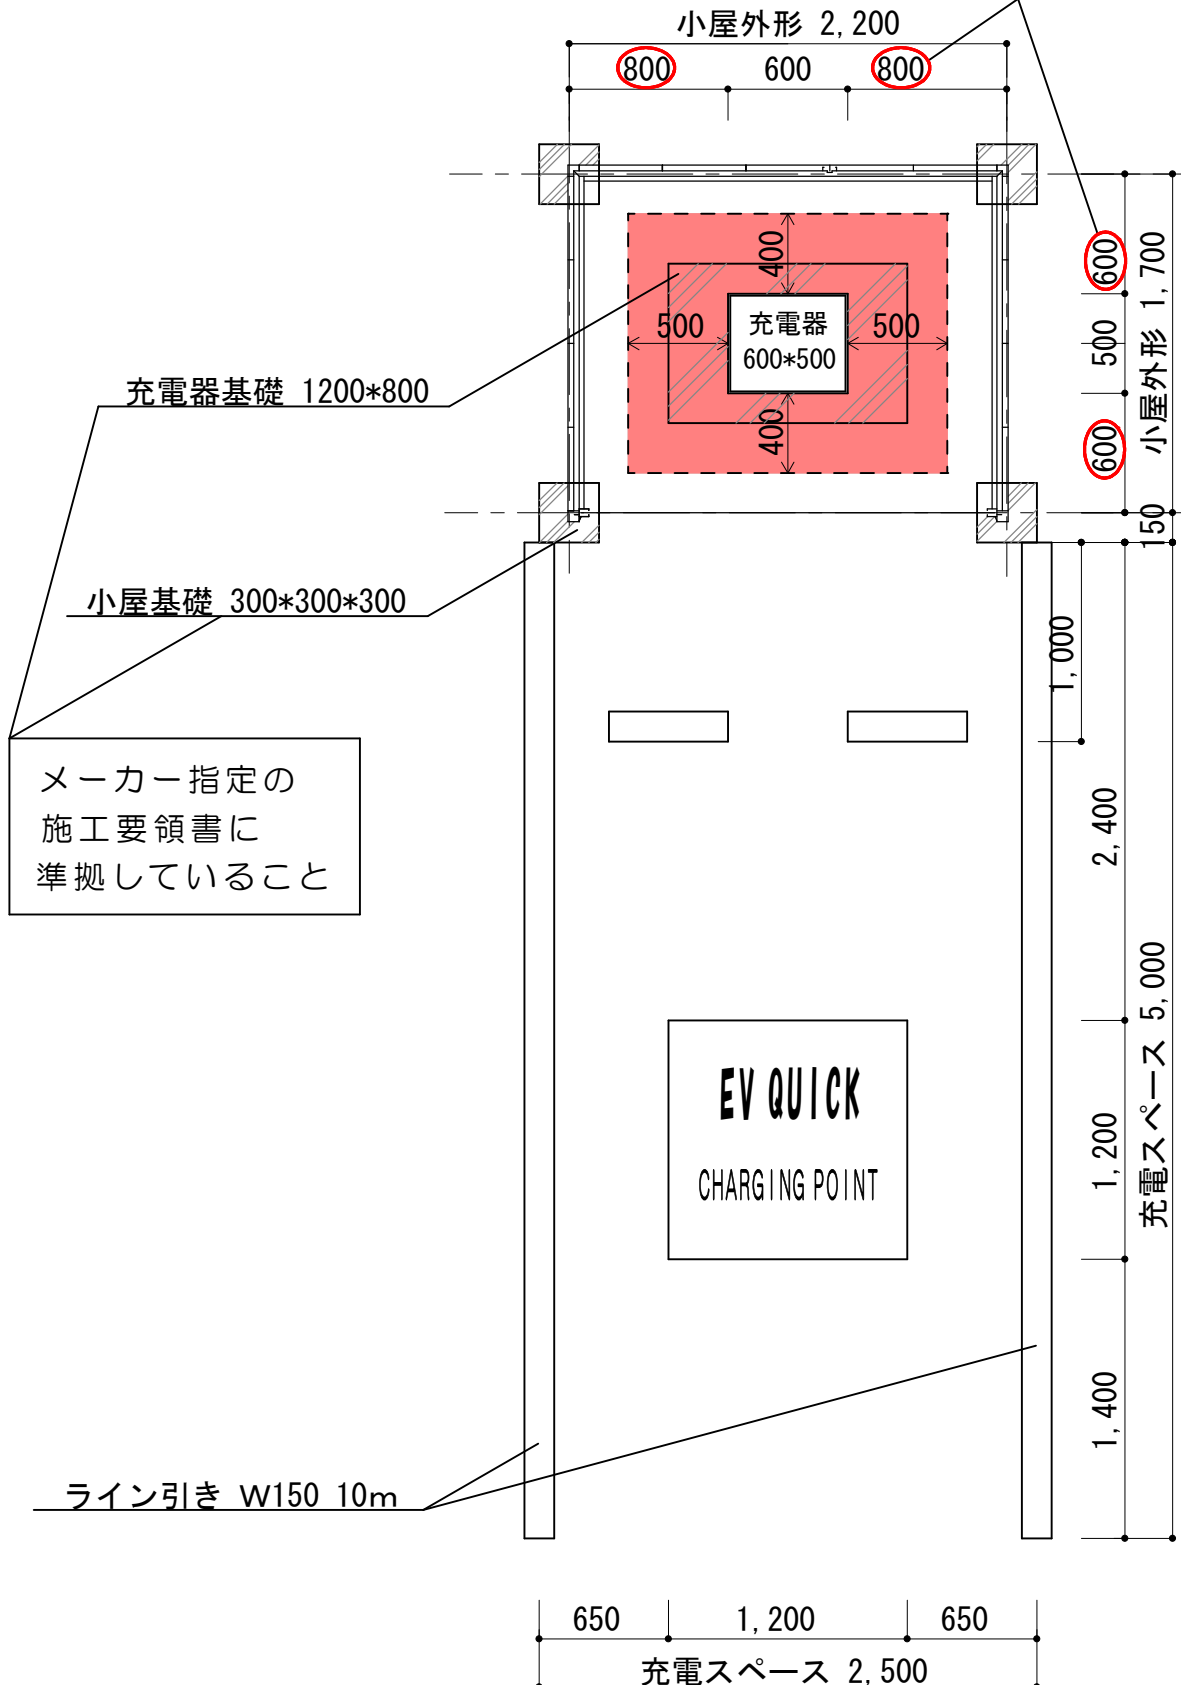 小屋外形 2,200
800 600 800
600
500
600
小屋外形 1,700
150
400
500
充電器
600*500
500
400
充電器基礎 1200*800
小屋基礎 300*300*300
メーカー指定の
施工要領書に
準拠していること
1,000
2,400
1,200
1,400
充電スペース 5,000
EV QUICK
CHARGING POINT
ライン引き W150 10m
650 1,200 650
充電スペース 2,500